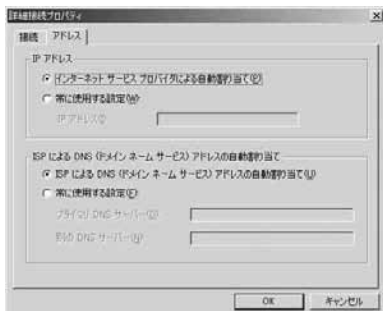 詳細接続プロパティ
接続 アドレス
IP アドレス
インターネット サービス プロバイダによる自動割り当て(P)
常に使用する設定(W)
IP アドレス(I)
ISP による DNS (ドメイン ネーム サービス) アドレスの自動割り当て
ISP による DNS (ドメイン ネーム サービス) アドレスの自動割り当て(U)
常に使用する設定(E)
プライマリ DNS サーバー(D)
別の DNS サーバー(N)
OK キャンセル